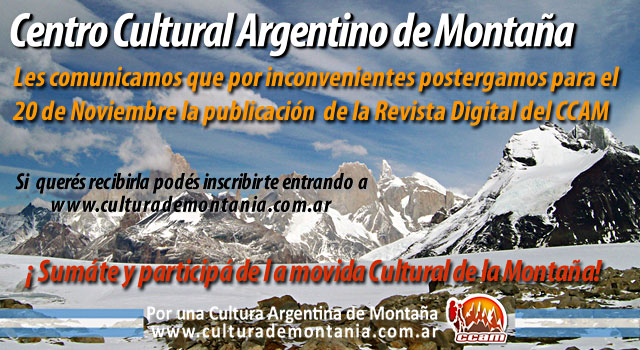 Centro Cultural Argentino de Montaña
Les comunicamos que por inconvenientes postergamos para el
20 de Noviembre la publicación de la Revista Digital del CCAM
Si querés recibirla podés inscribirte entrando a
www.culturademontania.com.ar
¡ Sumáte y participá de l a movida Cultural de la Montaña!
Por una Cultura Argentina de Montaña
www.culturademontania.com.ar
ccam